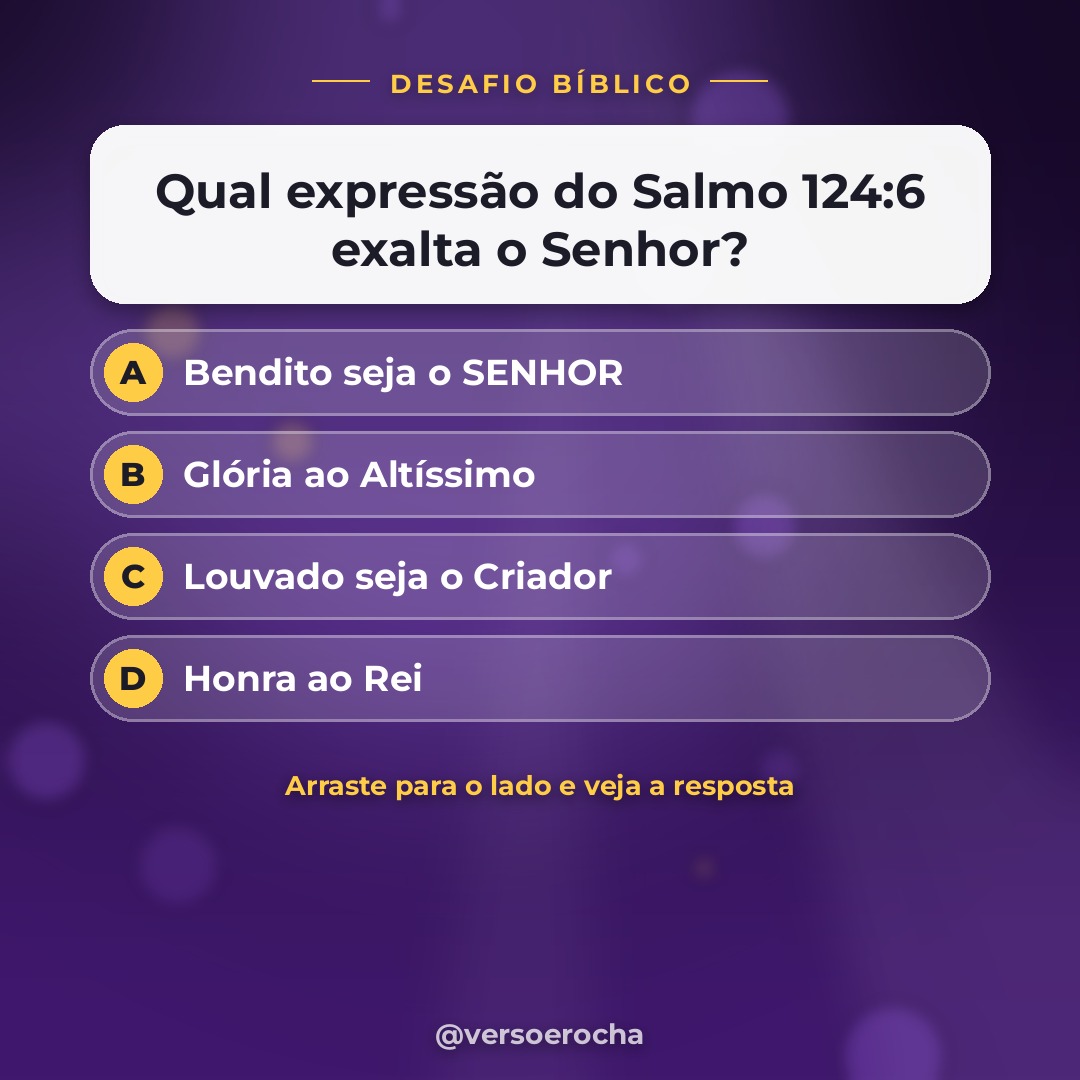 DESAFIO BÍBLICO
Qual expressão do Salmo 124:6
exalta o Senhor?
A Bendito seja o SENHOR
B Glória ao Altíssimo
C Louvado seja o Criador
D Honra ao Rei
Arraste para o lado e veja a resposta
@versoerocha